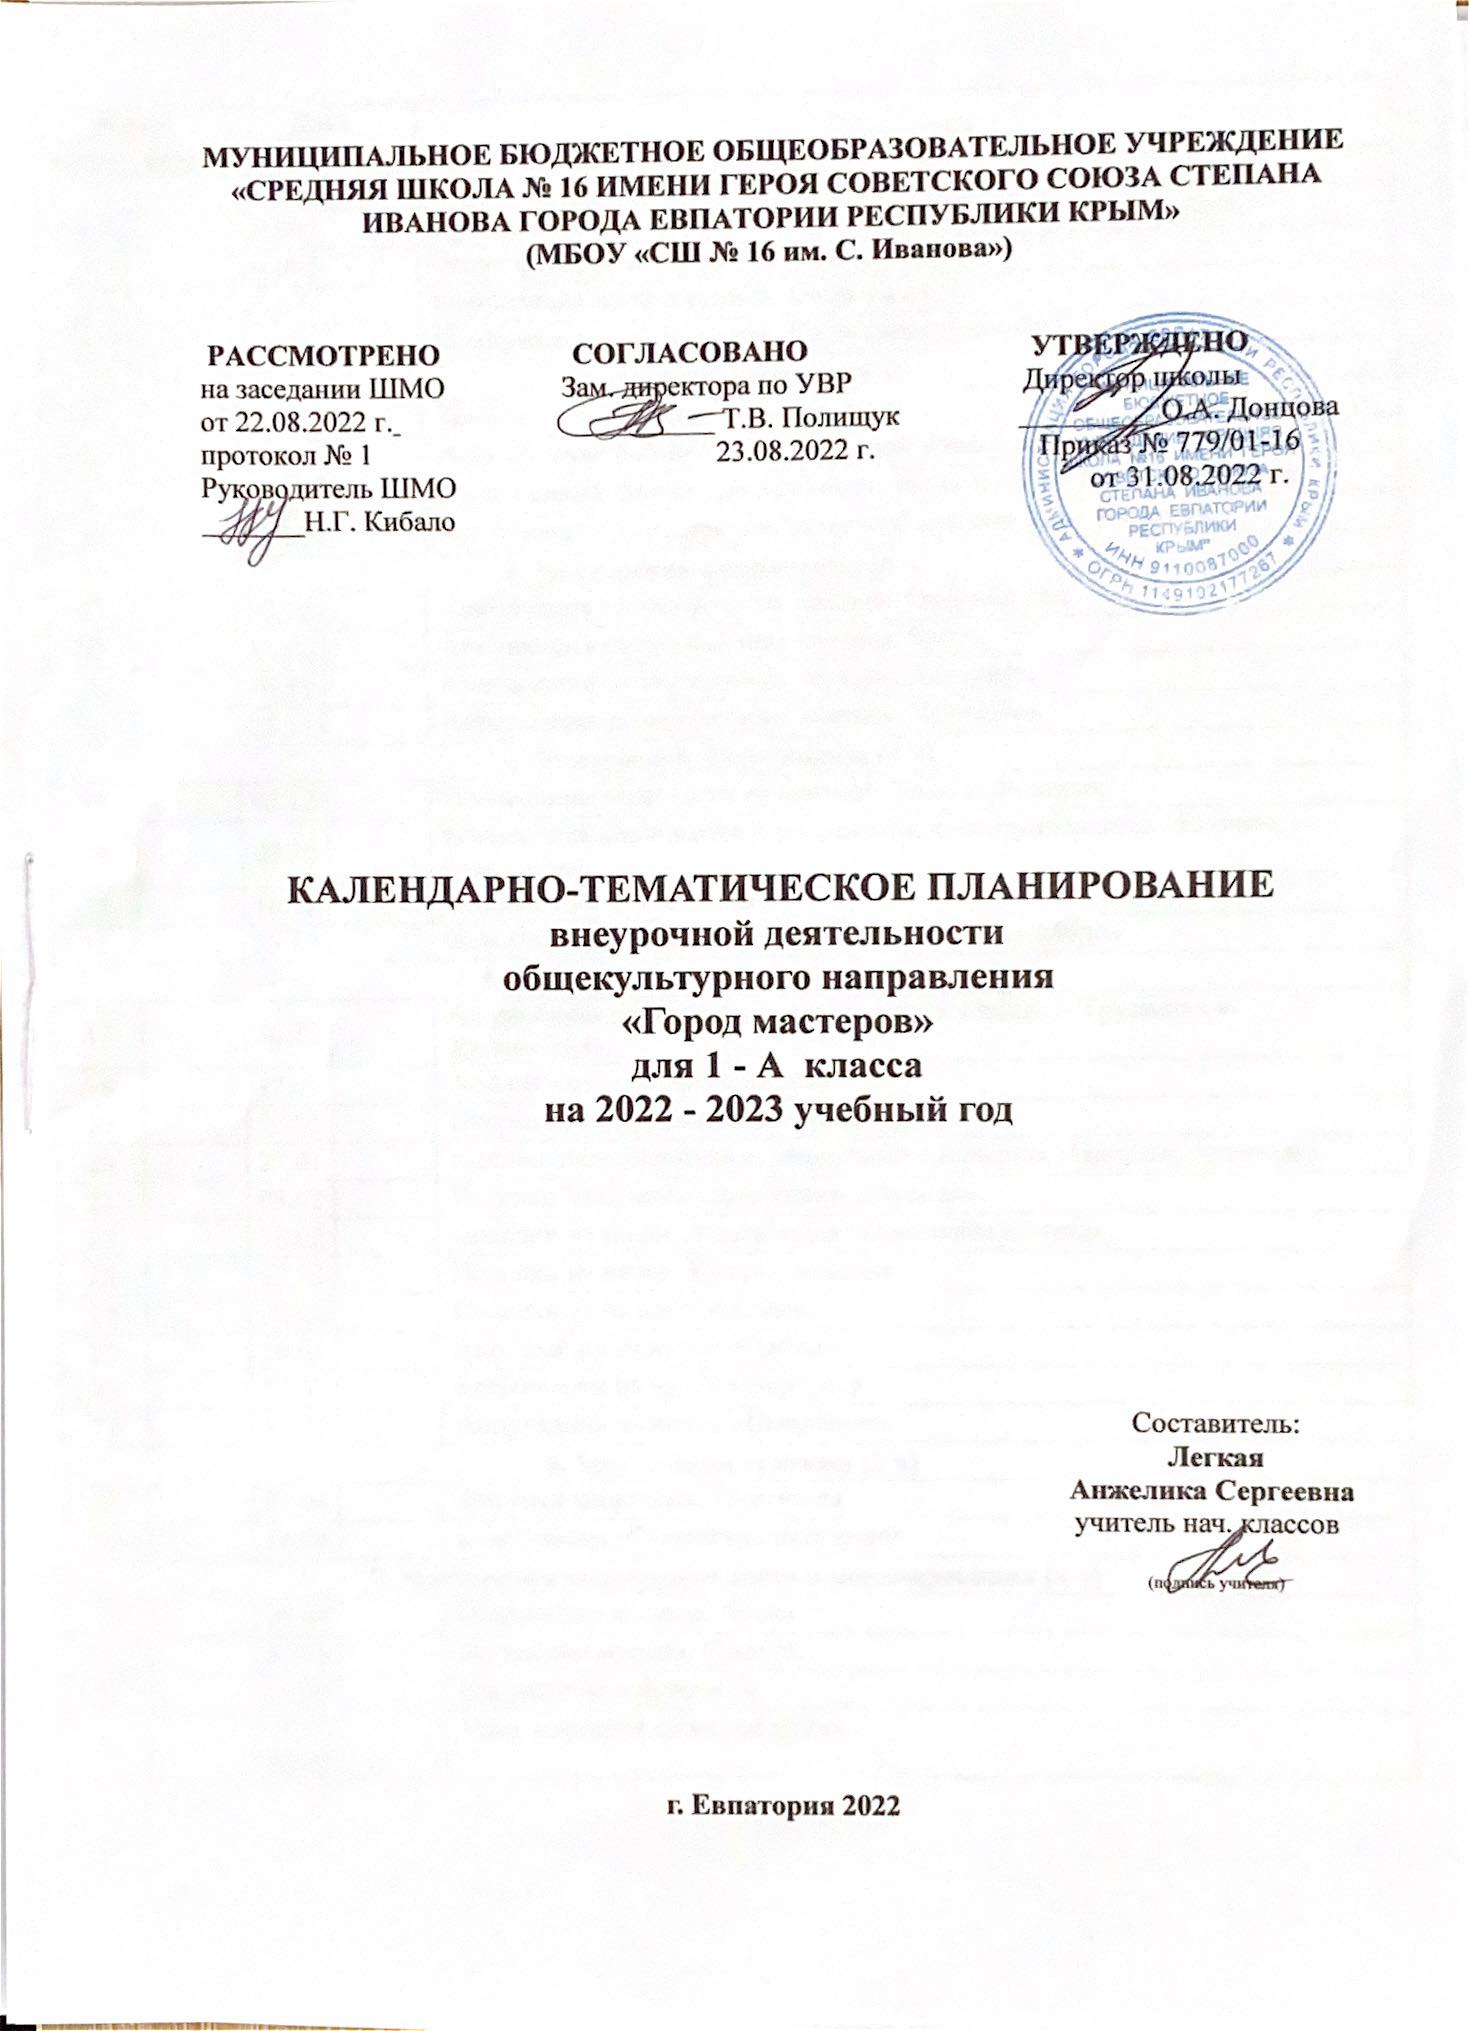 МУНИЦИПАЛЬНОЕ БЮДЖЕТНОЕ ОБЩЕОБРАЗОВАТЕЛЬНОЕ УЧРЕЖДЕНИЕ
«СРЕДНЯЯ ШКОЛА № 16 ИМЕНИ ГЕРОЯ СОВЕТСКОГО СОЮЗА СТЕПАНА
ИВАНОВА ГОРОДА ЕВПАТОРИИ РЕСПУБЛИКИ КРЫМ»
(МБОУ «СШ № 16 им. С. Иванова»)
РАССМОТРЕНО
на заседании ШМО
от 22.08.2022 г.
протокол № 1
Руководитель ШМО
Н.Г. Кибало
СОГЛАСОВАНО
Зам. директора по УВР
Т.В. Полищук
23.08.2022 г.
УТВЕРЖДЕНО
Директор школы
О.А. Донцова
Приказ № 779/01-16
от 31.08.2022 г.
БЮДЖЕТНОЕ
ШКОЛА №16 ИМЕНИ ГЕРОЯ
СТЕПАНА ИВАНОВА
ГОРОДА ЕВПАТОРИИ
РЕСПУБЛИКИ
КРЫМ"
ИНН 9110087000
ОГРН 1149102177267
КАЛЕНДАРНО-ТЕМАТИЧЕСКОЕ ПЛАНИРОВАНИЕ
внеурочной деятельности
общекультурного направления
«Город мастеров»
для 1 - А класса
на 2022 - 2023 учебный год
Составитель:
Легкая
Анжелика Сергеевна
учитель нач. классов
(подпись учителя)
г. Евпатория 2022